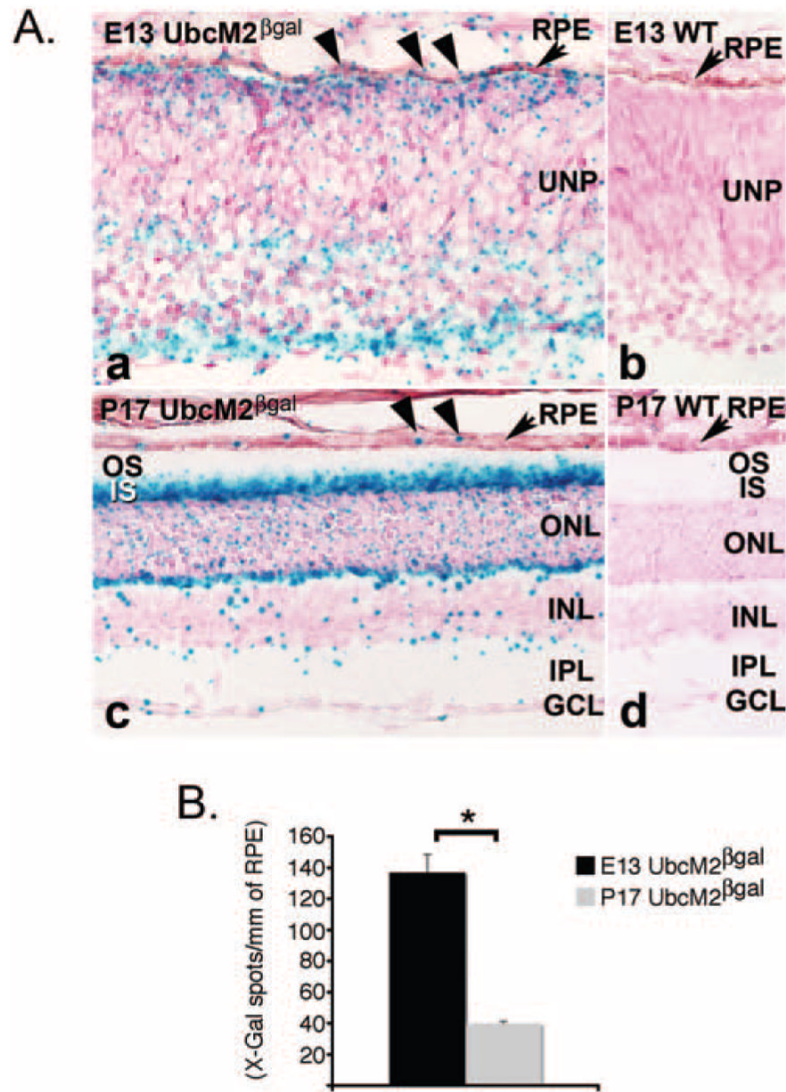 A.
E13 UbcM2βgal
RPE
UNP
a
E13 WT
RPE
UNP
b
P17 UbcM2βgal
RPE
OS
IS
ONL
INL
IPL
GCL
c
P17 WT
RPE
OS
IS
ONL
INL
IPL
GCL
d
B.
(X-Gal spots/mm of RPE)
160
140
120
100
80
60
40
20
*
E13 UbcM2βgal
P17 UbcM2βgal